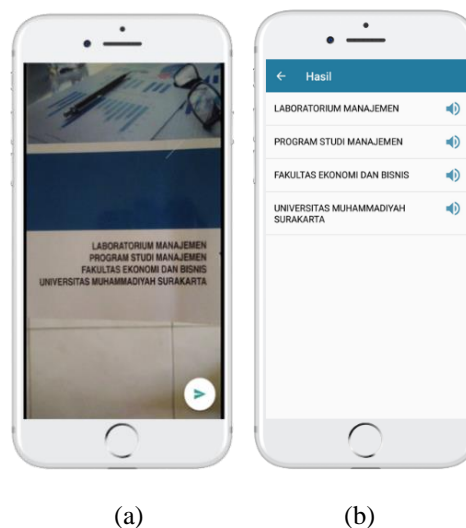 LABORATORIUM MANAJEMEN
PROGRAM STUDI MANAJEMEN
FAKULTAS EKONOMI DAN BISNIS
UNIVERSITAS MUHAMMADIYAH SURAKARTA
(a)
Hasil
LABORATORIUM MANAJEMEN
PROGRAM STUDI MANAJEMEN
FAKULTAS EKONOMI DAN BISNIS
UNIVERSITAS MUHAMMADIYAH
SURAKARTA
(b)